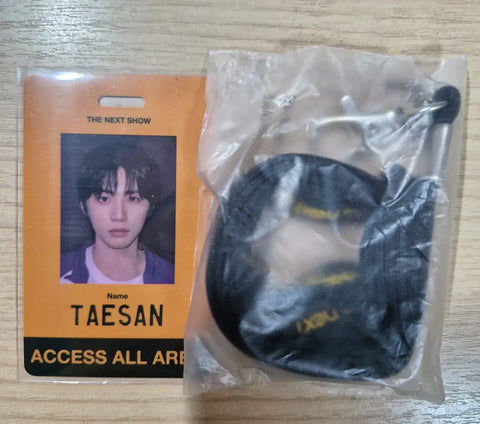 THE NEXT SHOW
Name
TAESAN
ACCESS ALL ARE